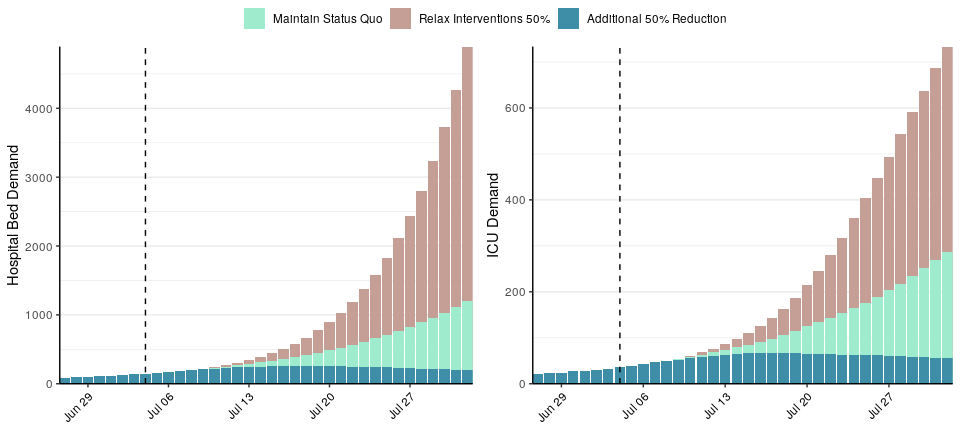 Maintain Status Quo Relax Interventions 50% Additional 50% Reduction
Hospital Bed Demand
4000
3000
2000
1000
0
Jun 29 Jul 06 Jul 13 Jul 20 Jul 27
ICU Demand
600
400
200
0
Jun 29 Jul 06 Jul 13 Jul 20 Jul 27